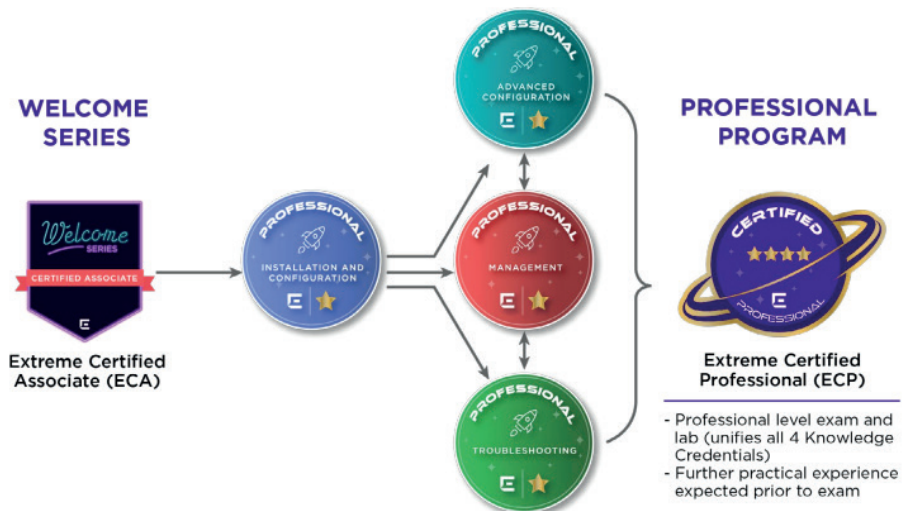 WELCOME
SERIES
Welcome
SERIES
CERTIFIED ASSOCIATE
E
Extreme Certified
Associate (ECA)
PROFESSIONAL
INSTALLATION AND
CONFIGURATION
E
PROFESSIONAL
ADVANCED
CONFIGURATION
E
PROFESSIONAL
MANAGEMENT
E
PROFESSIONAL
TROUBLESHOOTING
E
PROFESSIONAL
PROGRAM
CERTIFIED
E
PROFESSIONAL
Extreme Certified
Professional (ECP)
- Professional level exam and
lab (unifies all 4 Knowledge
Credentials)
- Further practical experience
expected prior to exam